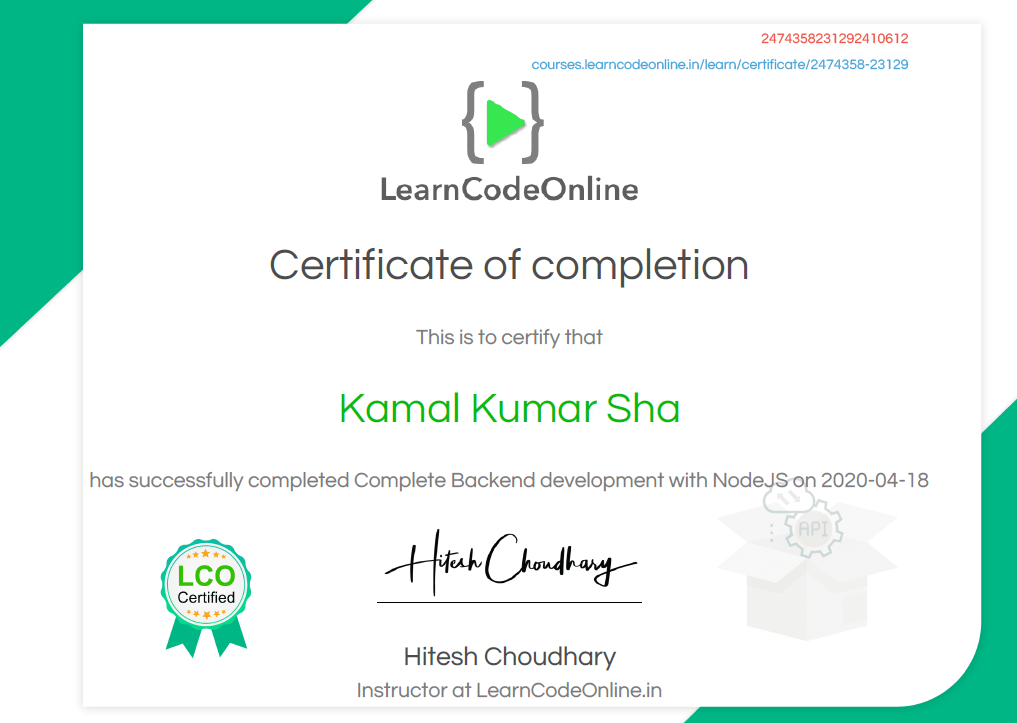 2474358231292410612
courses.learncodeonline.in/learn/certificate/2474358-23129
LearnCodeOnline
Certificate of completion
This is to certify that
Kamal Kumar Sha
has successfully completed Complete Backend development with NodeJS on 2020-04-18
API
LCO
Certified
Hitesh Choudhary
Hitesh Choudhary
Instructor at LearnCodeOnline.in